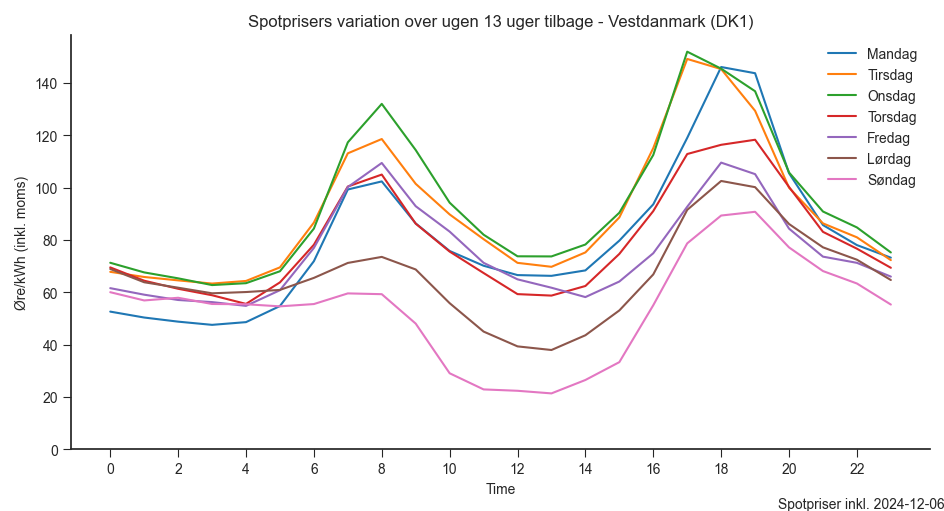 Spotprisers variation over ugen 13 uger tilbage - Vestdanmark (DK1)
Mandag
Tirsdag
Onsdag
Torsdag
Fredag
Lørdag
Søndag
Øre/kWh (inkl. moms)
140
120
100
80
60
40
20
0
0 2 4 6 8 10 12 14 16 18 20 22
Time
Spotpriser inkl. 2024-12-06